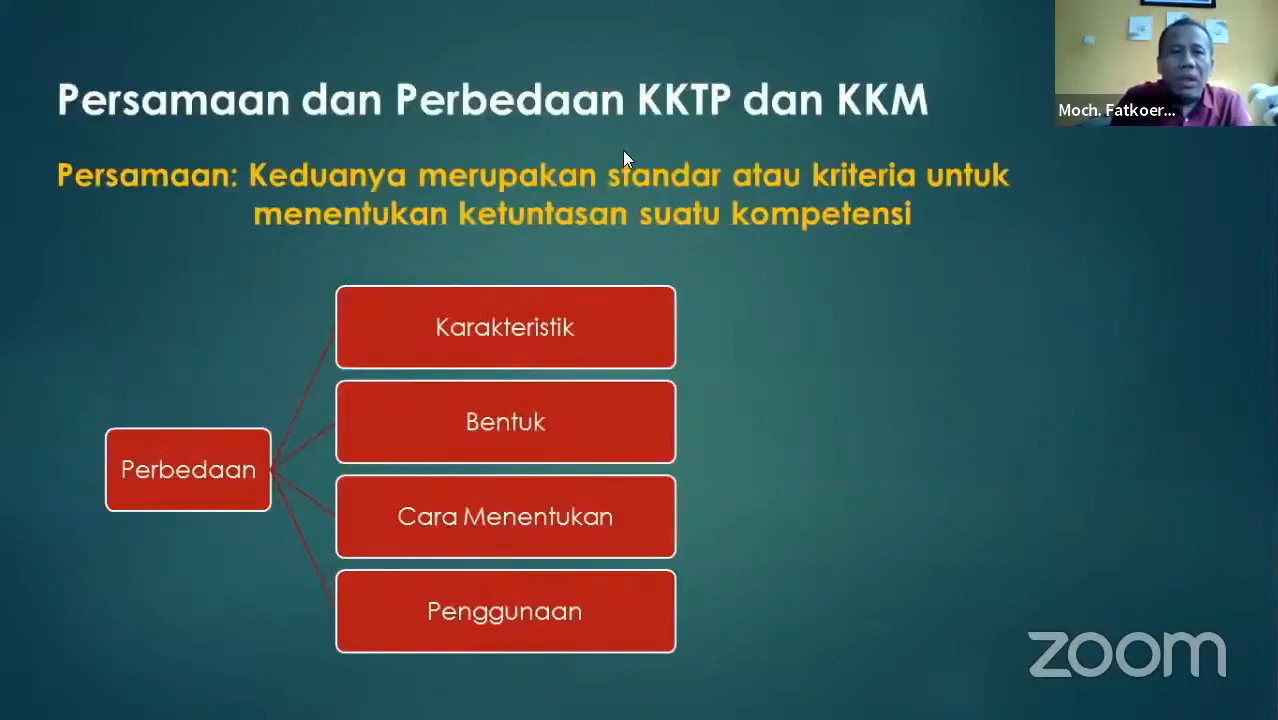 Persamaan dan Perbedaan KKTP dan KKM
Moch. Fatkoer...
Persamaan: Keduanya merupakan standar atau kriteria untuk
menentukan ketuntasan suatu kompetensi
Perbedaan
Karakteristik
Bentuk
Cara Menentukan
Penggunaan
zoom